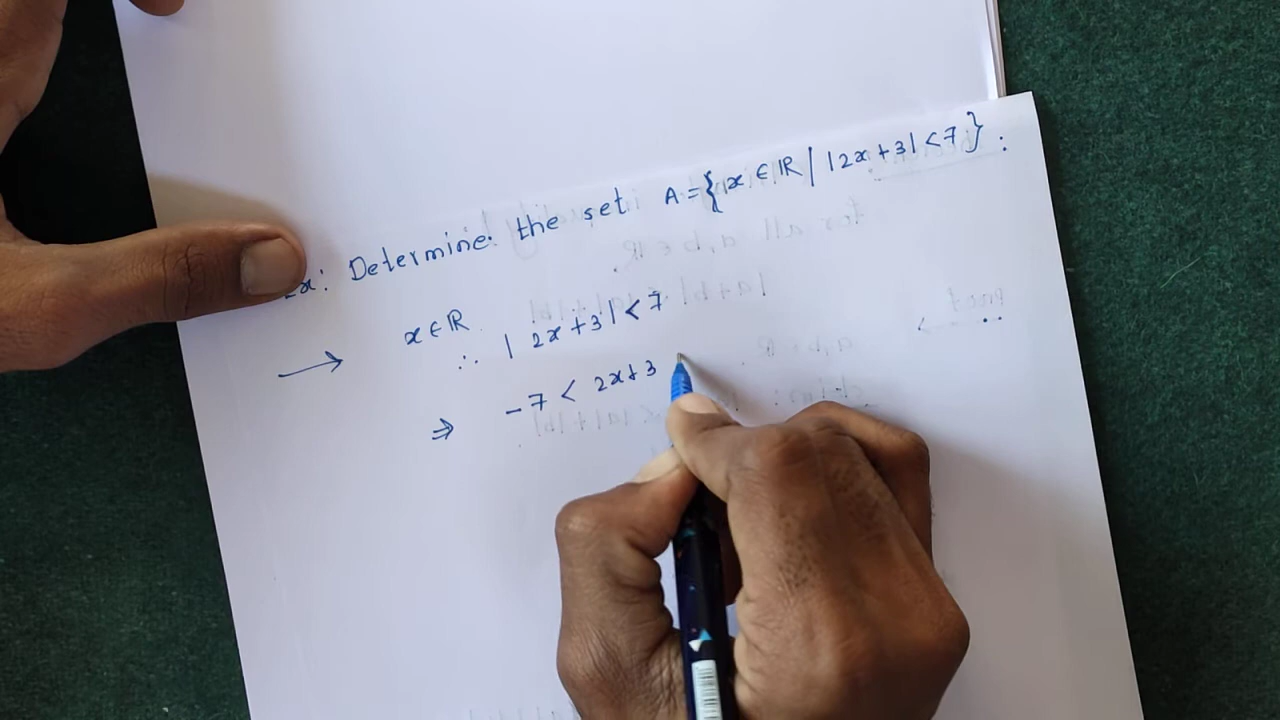 Ex: Determine the set A={x ∈ ℝ | |2x+3| <7} :
→ x ∈ ℝ ∴ |2x+3| < 7
⇒ -7 < 2x+3